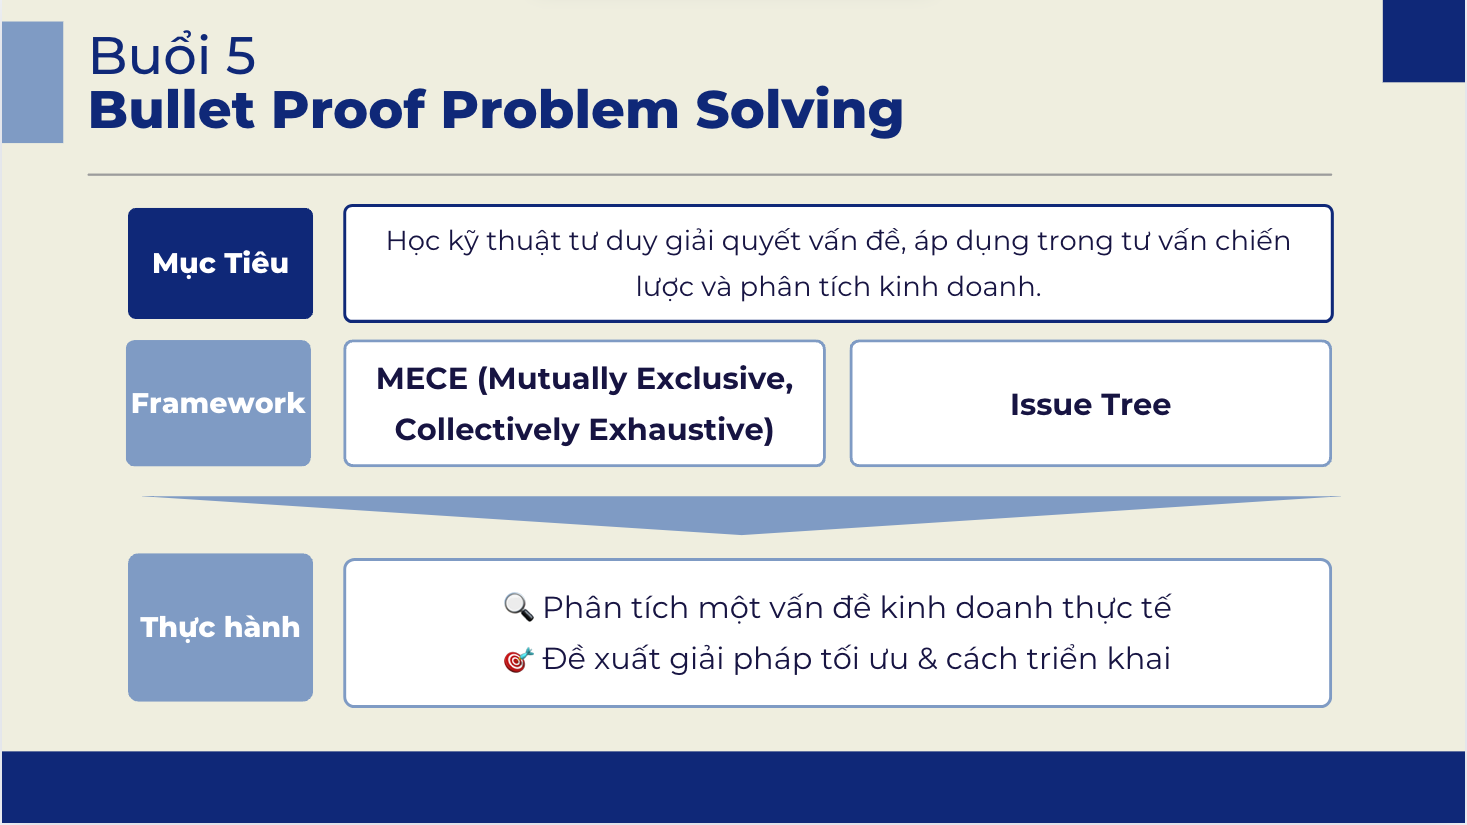 Buổi 5
Bullet Proof Problem Solving
Mục Tiêu
Học kỹ thuật tư duy giải quyết vấn đề, áp dụng trong tư vấn chiến
lược và phân tích kinh doanh.
Framework
MECE (Mutually Exclusive,
Collectively Exhaustive)
Issue Tree
Thực hành
🔍 Phân tích một vấn đề kinh doanh thực tế
🎯 Đề xuất giải pháp tối ưu & cách triển khai